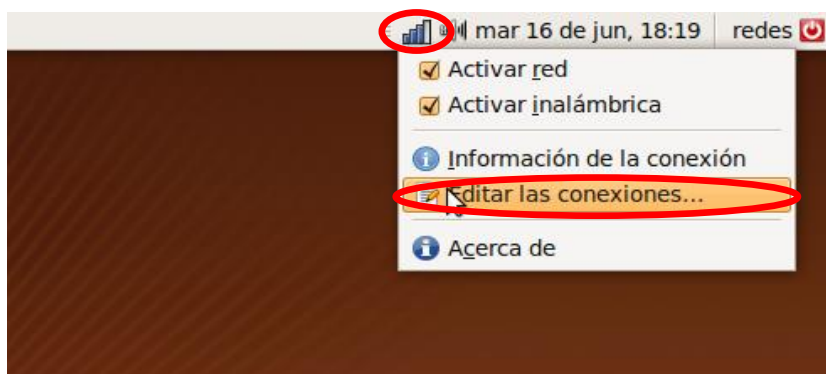 mar 16 de jun, 18:19 redes
Activar red
Activar inalámbrica
Información de la conexión
Editar las conexiones...
Acerca de